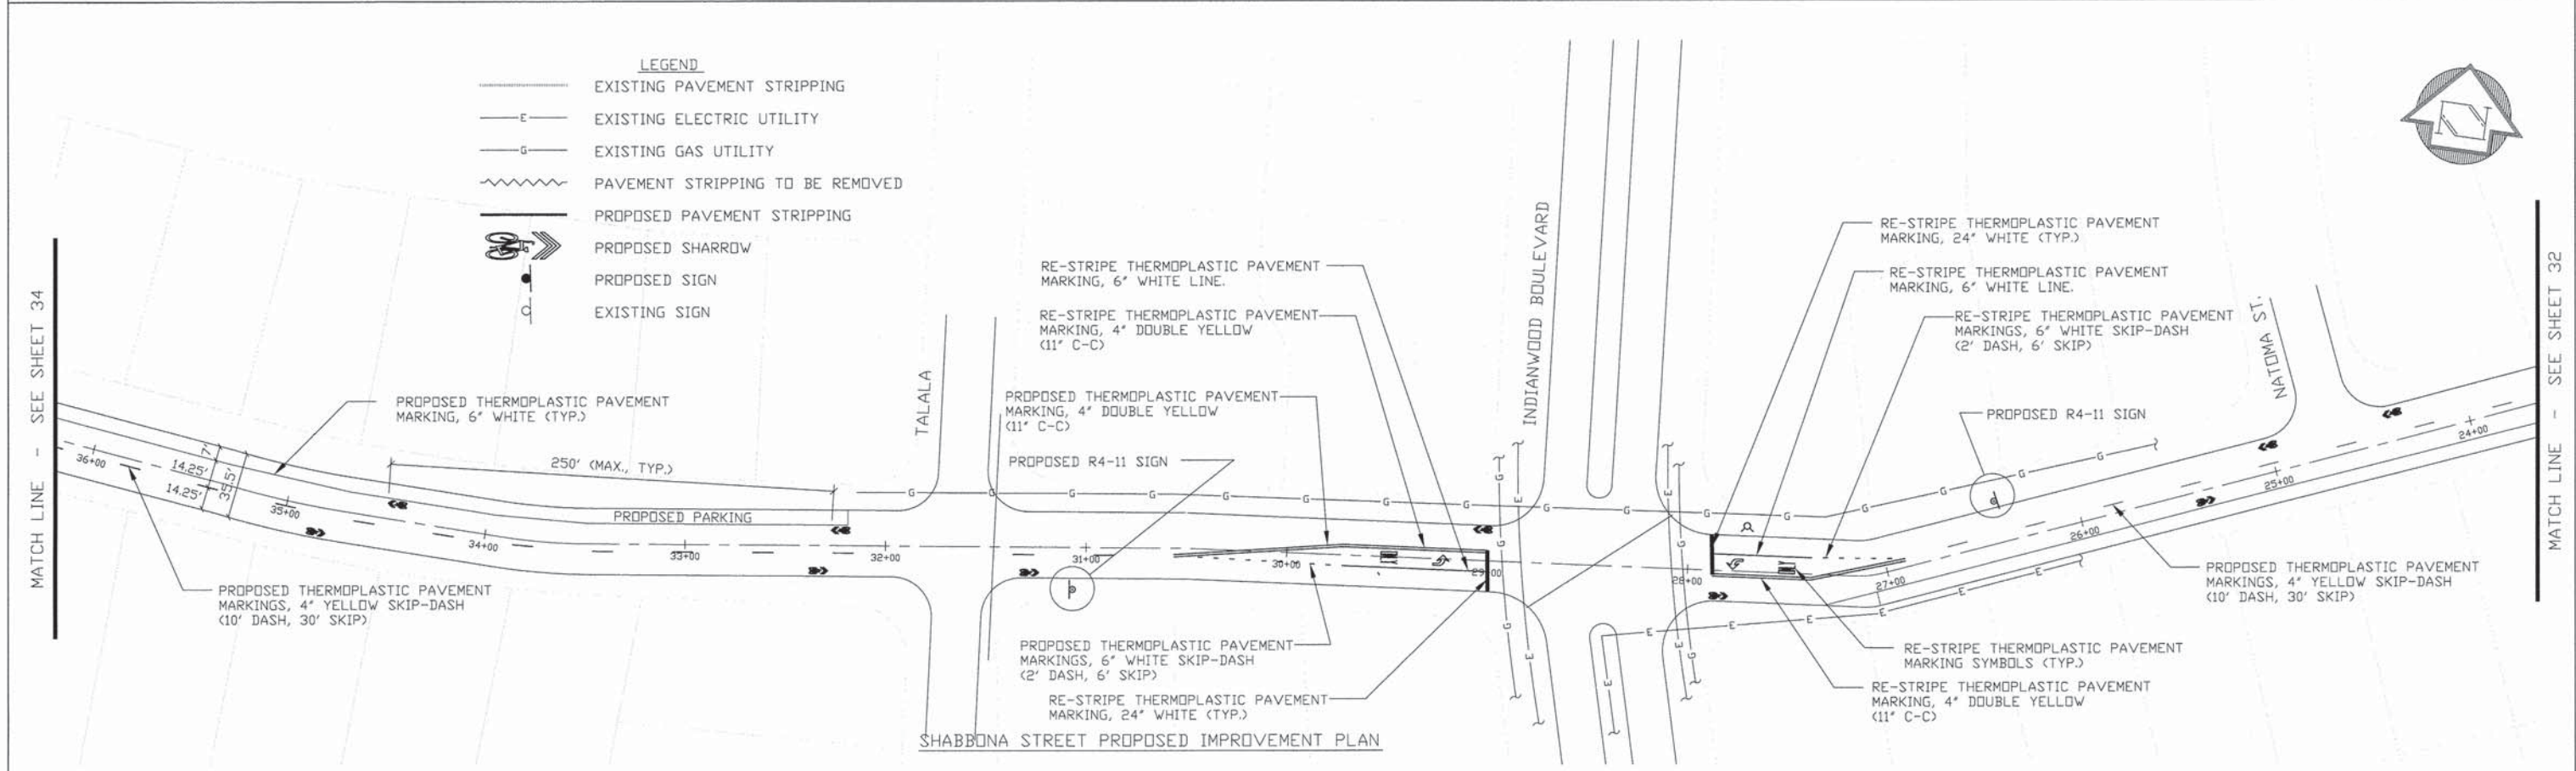 LEGEND
EXISTING PAVEMENT STRIPPING
E
EXISTING ELECTRIC UTILITY
G
EXISTING GAS UTILITY
PAVEMENT STRIPPING TO BE REMOVED
PROPOSED PAVEMENT STRIPPING
PROPOSED SHARROW
PROPOSED SIGN
EXISTING SIGN
N
MATCH LINE - SEE SHEET 34
PROPOSED THERMOPLASTIC PAVEMENT
MARKING, 6" WHITE (TYP.)
7'
14.25'
14.25'
35.5'
250' (MAX., TYP.)
PROPOSED PARKING
36+00
35+00
34+00
33+00
32+00
31+00
30+00
29+00
28+00
27+00
26+00
25+00
24+00
PROPOSED THERMOPLASTIC PAVEMENT
MARKINGS, 4" YELLOW SKIP-DASH
(10' DASH, 30' SKIP)
TALALA
RE-STRIPE THERMOPLASTIC PAVEMENT
MARKING, 6" WHITE LINE.
RE-STRIPE THERMOPLASTIC PAVEMENT
MARKING, 4" DOUBLE YELLOW
(11" C-C)
PROPOSED THERMOPLASTIC PAVEMENT
MARKING, 4" DOUBLE YELLOW
(11" C-C)
PROPOSED R4-11 SIGN
PROPOSED THERMOPLASTIC PAVEMENT
MARKINGS, 6" WHITE SKIP-DASH
(2' DASH, 6' SKIP)
RE-STRIPE THERMOPLASTIC PAVEMENT
MARKING, 24" WHITE (TYP.)
INDIANWOOD BOULEVARD
RE-STRIPE THERMOPLASTIC PAVEMENT
MARKING, 24" WHITE (TYP.)
RE-STRIPE THERMOPLASTIC PAVEMENT
MARKING, 6" WHITE LINE.
RE-STRIPE THERMOPLASTIC PAVEMENT
MARKINGS, 6" WHITE SKIP-DASH
(2' DASH, 6' SKIP)
NATOMA ST.
PROPOSED R4-11 SIGN
PROPOSED THERMOPLASTIC PAVEMENT
MARKINGS, 4" YELLOW SKIP-DASH
(10' DASH, 30' SKIP)
RE-STRIPE THERMOPLASTIC PAVEMENT
MARKING SYMBOLS (TYP.)
RE-STRIPE THERMOPLASTIC PAVEMENT
MARKING, 4" DOUBLE YELLOW
(11" C-C)
MATCH LINE - SEE SHEET 32
SHABBONA STREET PROPOSED IMPROVEMENT PLAN